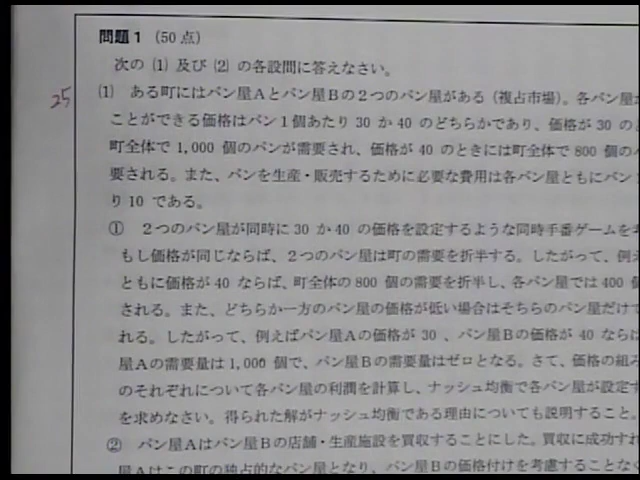 問題1 (50点)
次の (1) 及び (2) の各設問に答えなさい。
25
(1) ある町にはパン屋Aとパン屋Bの2つのパン屋がある(複占市場)。各パン屋
ことができる価格はパン1個あたり 30 か 40 のどちらかであり、価格が 30 の
町全体で 1,000 個のパンが需要され、価格が 40 のときには町全体で 800 個の
要される。また、パンを生産・販売するために必要な費用は各パン屋ともにパン
り 10 である。
① 2つのパン屋が同時に 30 か 40 の価格を設定するような同時手番ゲームを
もし価格が同じならば、2つのパン屋は町の需要を折半する。したがって、例え
ともに価格が 40 ならば、町全体の 800 個の需要を折半し、各パン屋では 400
される。また、どちらか一方のパン屋の価格が低い場合はそちらのパン屋だけで
れる。したがって、例えばパン屋Aの価格が 30 、パン屋Bの価格が 40 ならば
屋Aの需要量は 1,000 個で、パン屋Bの需要量はゼロとなる。さて、価格の組み
のそれぞれについて各パン屋の利潤を計算し、ナッシュ均衡で各パン屋が設定す
を求めなさい。得られた解がナッシュ均衡である理由についても説明すること。
② パン屋Aはパン屋Bの店舗・生産施設を買収することにした。買収に成功すれ
屋Aはこの町の独占的なパン屋となり、パン屋Bの価格付けを考慮することなく